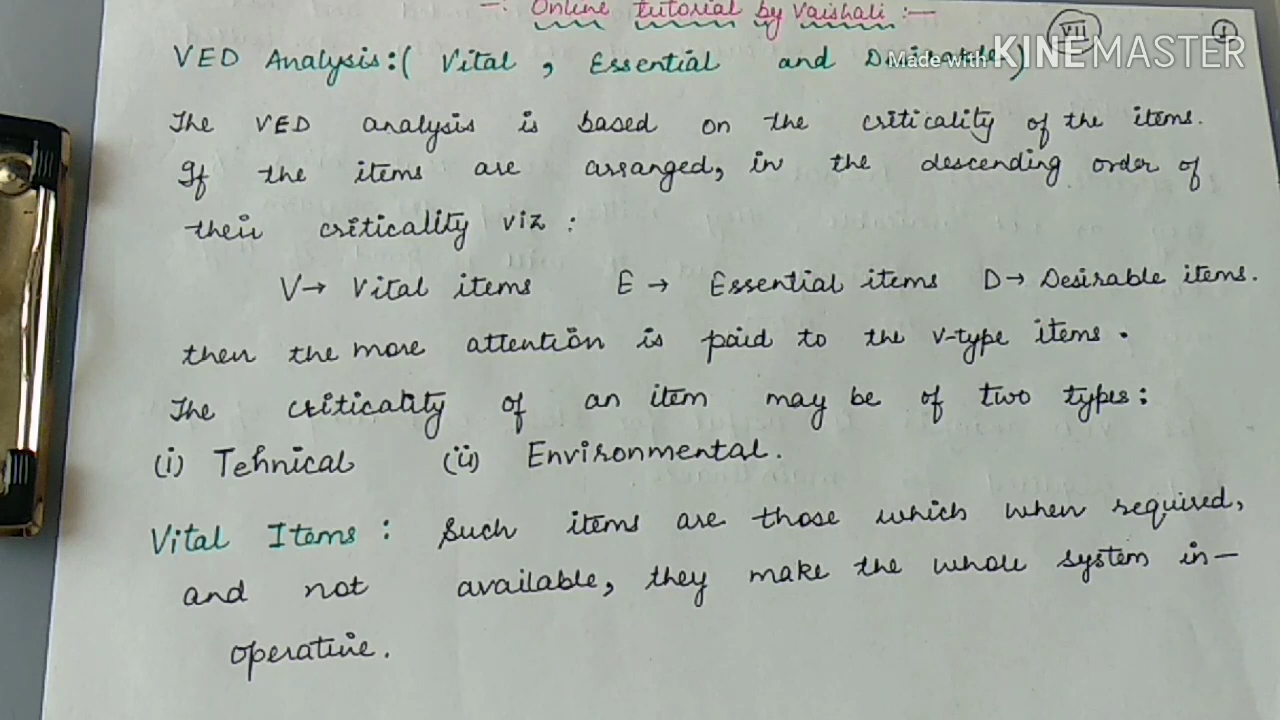 -: Online tutorial by Vaishali :-
VII
1
Made with KINEMASTER
VED Analysis:( Vital, Essential and Desirable)
The VED analysis is based on the criticality of the items.
If the items are arranged, in the descending order of
their criticality viz :
V→ Vital items E → Essential items D→ Desirable items.
then the more attention is paid to the V-type items.
The criticality of an item may be of two types:
(i) Tehnical (ii) Environmental.
Vital Items: Such items are those which when required,
and not available, they make the whole system in-
operative.